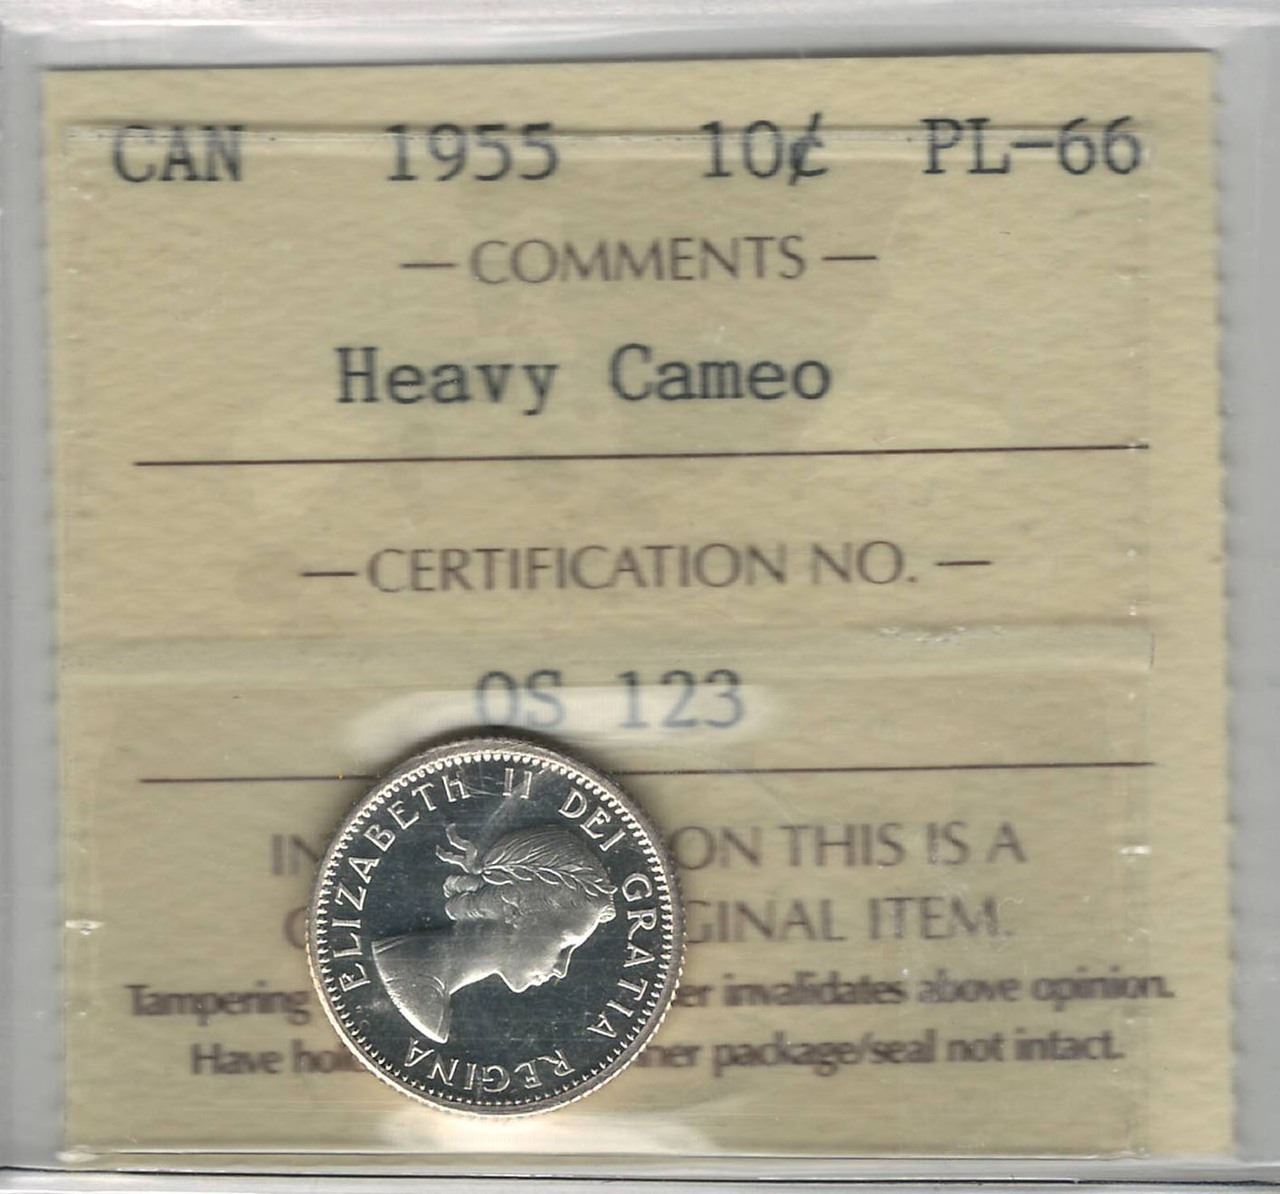 CAN 1955 10¢ PL-66
— COMMENTS —
Heavy Cameo
— CERTIFICATION NO. —
OS 123
ELIZABETH II DEI GRATIA REGINA
ON THIS IS A
ITEM.
Tampering invalidates above opinion.
Have package/seal not intact.